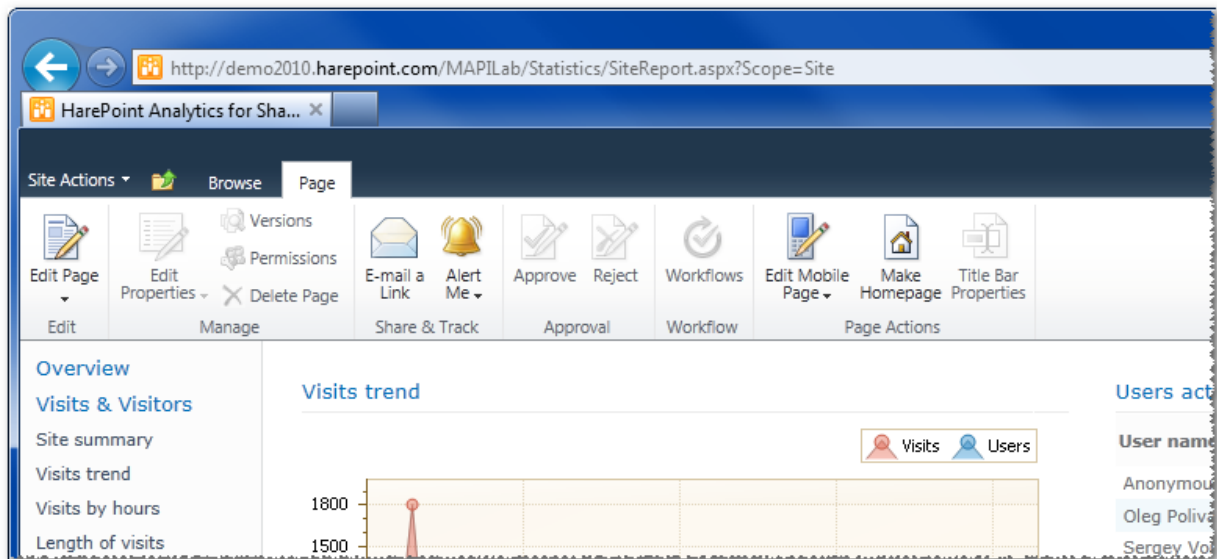 http://demo2010.harepoint.com/MAPILab/Statistics/SiteReport.aspx?Scope=Site
HarePoint Analytics for Sha...
Site Actions Browse Page
Edit Page
Edit
Edit Properties
Versions
Permissions
Delete Page
Manage
E-mail a Link
Alert Me
Share & Track
Approve
Reject
Approval
Workflows
Workflow
Edit Mobile Page
Make Homepage
Title Bar Properties
Page Actions
Overview
Visits & Visitors
Site summary
Visits trend
Visits by hours
Length of visits
Visits trend
Visits Users
1800
1500
Users act
User name
Anonymou
Oleg Poliva
Sergey Vo